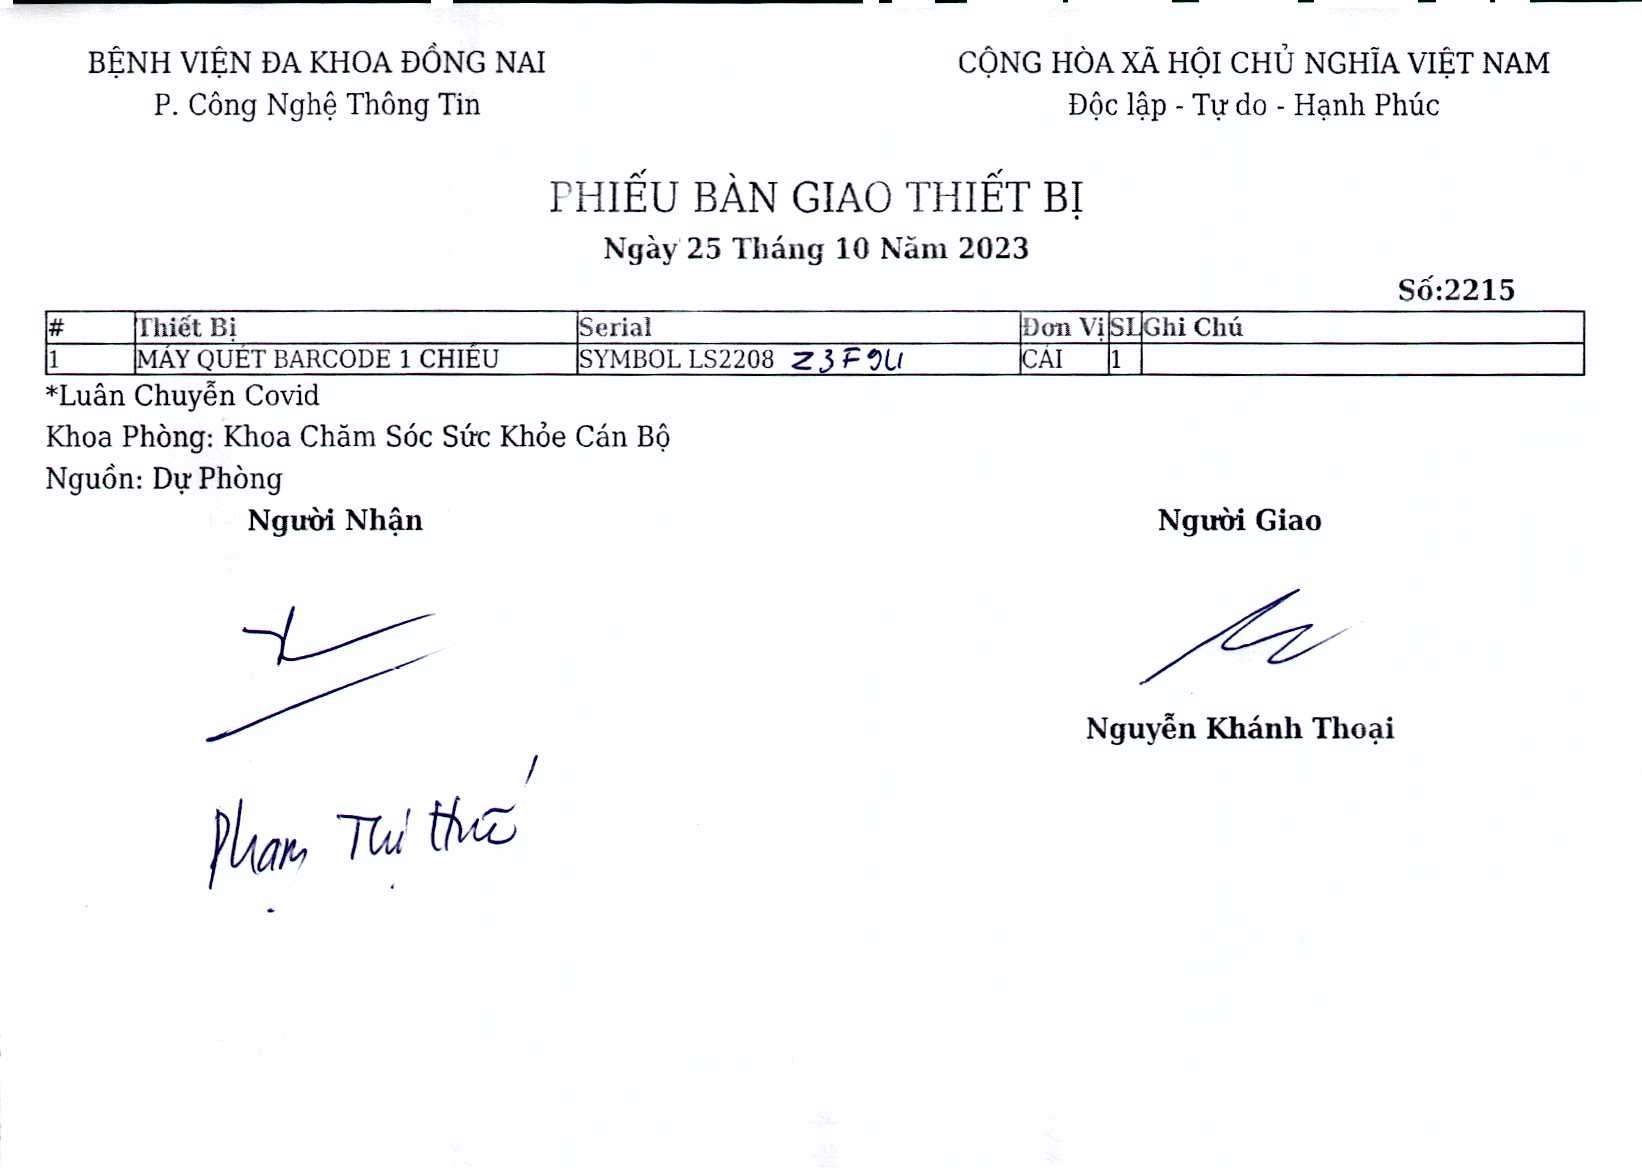 BỆNH VIỆN ĐA KHOA ĐỒNG NAI
P. Công Nghệ Thông Tin
CỘNG HÒA XÃ HỘI CHỦ NGHĨA VIỆT NAM
Độc lập - Tự do - Hạnh Phúc
PHIẾU BÀN GIAO THIẾT BỊ
Ngày 25 Tháng 10 Năm 2023
Số:2215
# Thiết Bị Serial Đơn Vị SL Ghi Chú
1 MÁY QUÉT BARCODE 1 CHIỀU SYMBOL LS2208 Z3F9U CÁI 1
*Luân Chuyễn Covid
Khoa Phòng: Khoa Chăm Sóc Sức Khỏe Cán Bộ
Nguồn: Dự Phòng
Người Nhận Người Giao
Nguyễn Khánh Thoại
Phạm Thị Huế